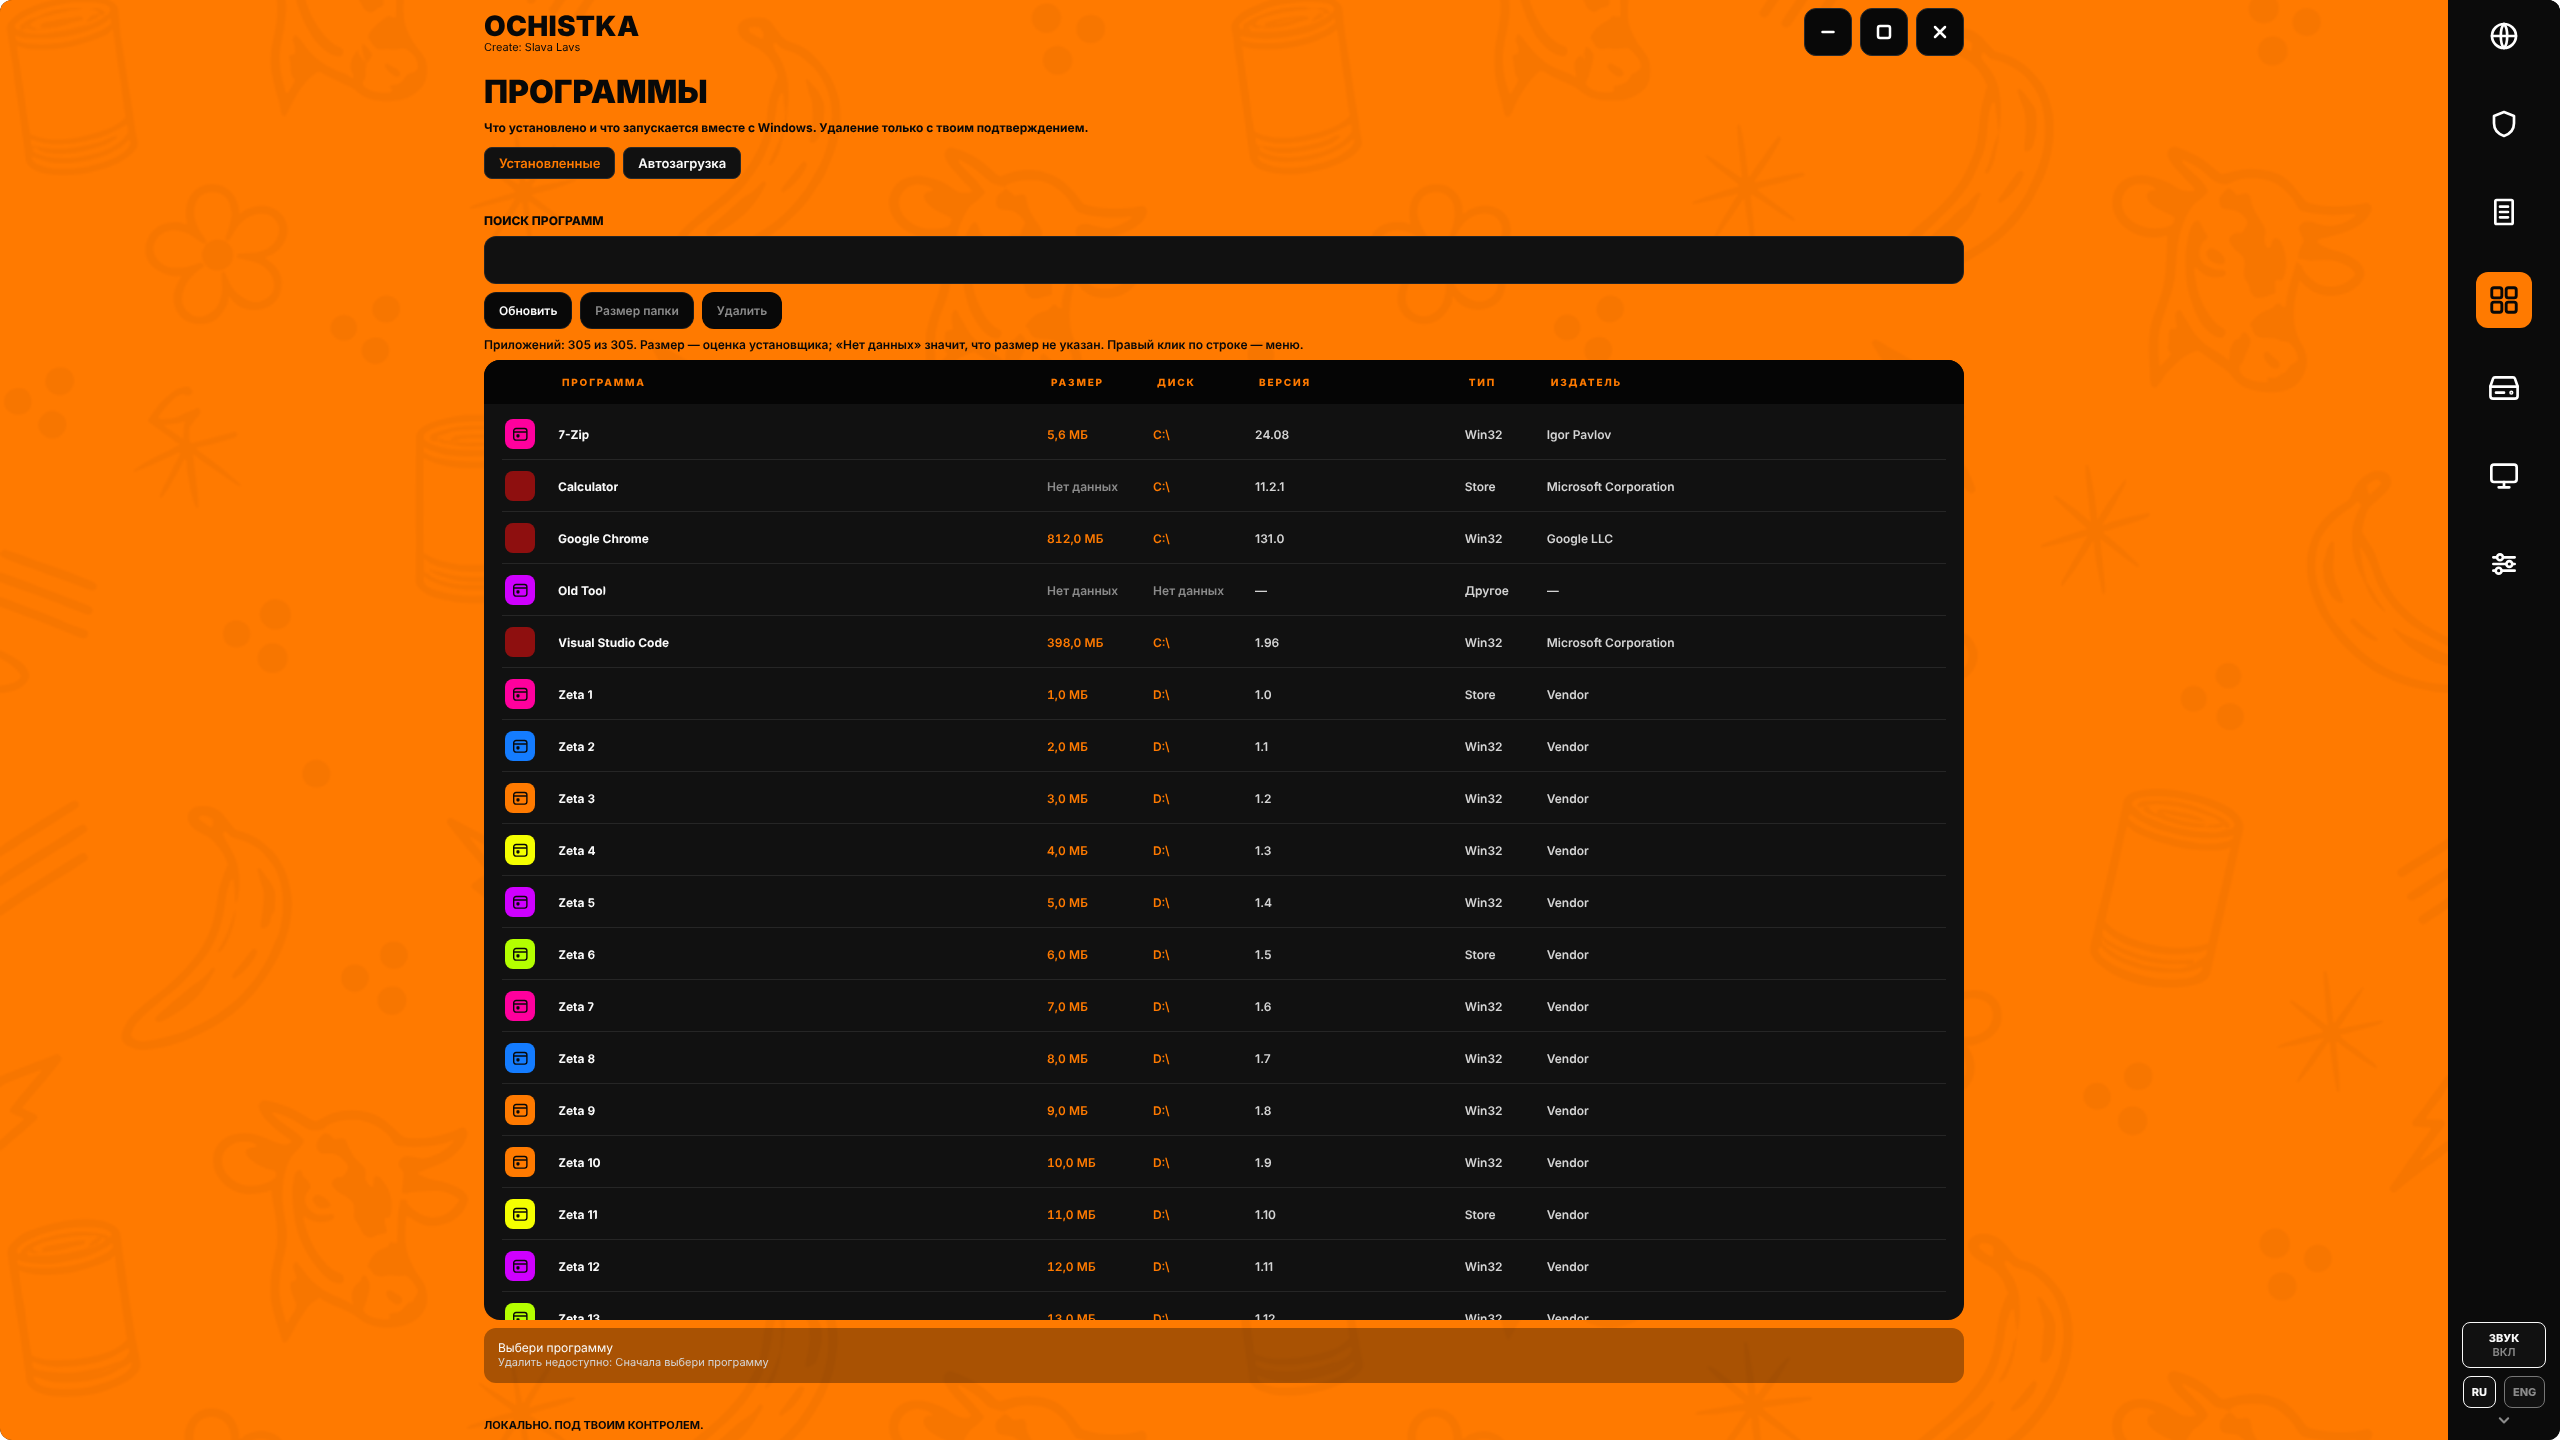 OCHISTKA
Create: Slava Lavs
ПРОГРАММЫ
Что установлено и что запускается вместе с Windows. Удаление только с твоим подтверждением.
Установленные Автозагрузка
ПОИСК ПРОГРАММ
Обновить Размер папки Удалить
Приложений: 305 из 305. Размер — оценка установщика; «Нет данных» значит, что размер не указан. Правый клик по строке — меню.
ПРОГРАММА РАЗМЕР ДИСК ВЕРСИЯ ТИП ИЗДАТЕЛЬ
7-Zip 5,6 МБ C:\ 24.08 Win32 Igor Pavlov
Calculator Нет данных C:\ 11.2.1 Store Microsoft Corporation
Google Chrome 812,0 МБ C:\ 131.0 Win32 Google LLC
Old Tool Нет данных Нет данных — Другое —
Visual Studio Code 398,0 МБ C:\ 1.96 Win32 Microsoft Corporation
Zeta 1 1,0 МБ D:\ 1.0 Store Vendor
Zeta 2 2,0 МБ D:\ 1.1 Win32 Vendor
Zeta 3 3,0 МБ D:\ 1.2 Win32 Vendor
Zeta 4 4,0 МБ D:\ 1.3 Win32 Vendor
Zeta 5 5,0 МБ D:\ 1.4 Win32 Vendor
Zeta 6 6,0 МБ D:\ 1.5 Store Vendor
Zeta 7 7,0 МБ D:\ 1.6 Win32 Vendor
Zeta 8 8,0 МБ D:\ 1.7 Win32 Vendor
Zeta 9 9,0 МБ D:\ 1.8 Win32 Vendor
Zeta 10 10,0 МБ D:\ 1.9 Win32 Vendor
Zeta 11 11,0 МБ D:\ 1.10 Store Vendor
Zeta 12 12,0 МБ D:\ 1.11 Win32 Vendor
Zeta 13 13,0 МБ D:\ 1.12 Win32 Vendor
Выбери программу
Удалить недоступно: Сначала выбери программу
ЛОКАЛЬНО. ПОД ТВОИМ КОНТРОЛЕМ.
ЗВУК
ВКЛ
RU ENG